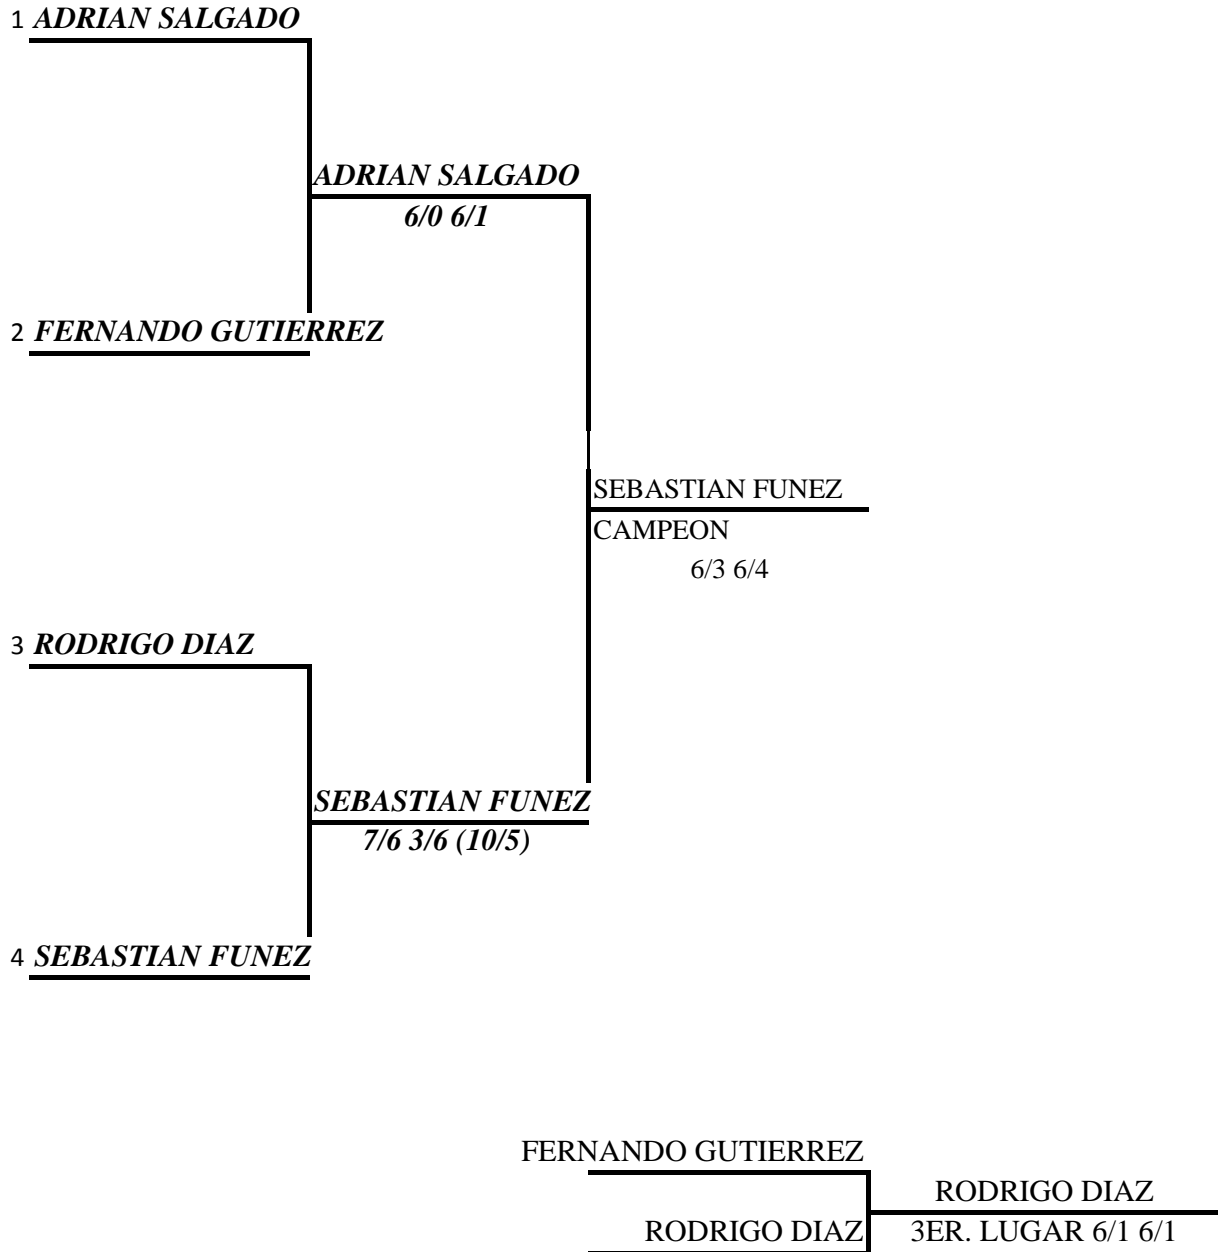 1 ADRIAN SALGADO
ADRIAN SALGADO
6/0 6/1
2 FERNANDO GUTIERREZ
SEBASTIAN FUNEZ
CAMPEON
6/3 6/4
3 RODRIGO DIAZ
SEBASTIAN FUNEZ
7/6 3/6 (10/5)
4 SEBASTIAN FUNEZ
FERNANDO GUTIERREZ
RODRIGO DIAZ
RODRIGO DIAZ
3ER. LUGAR 6/1 6/1